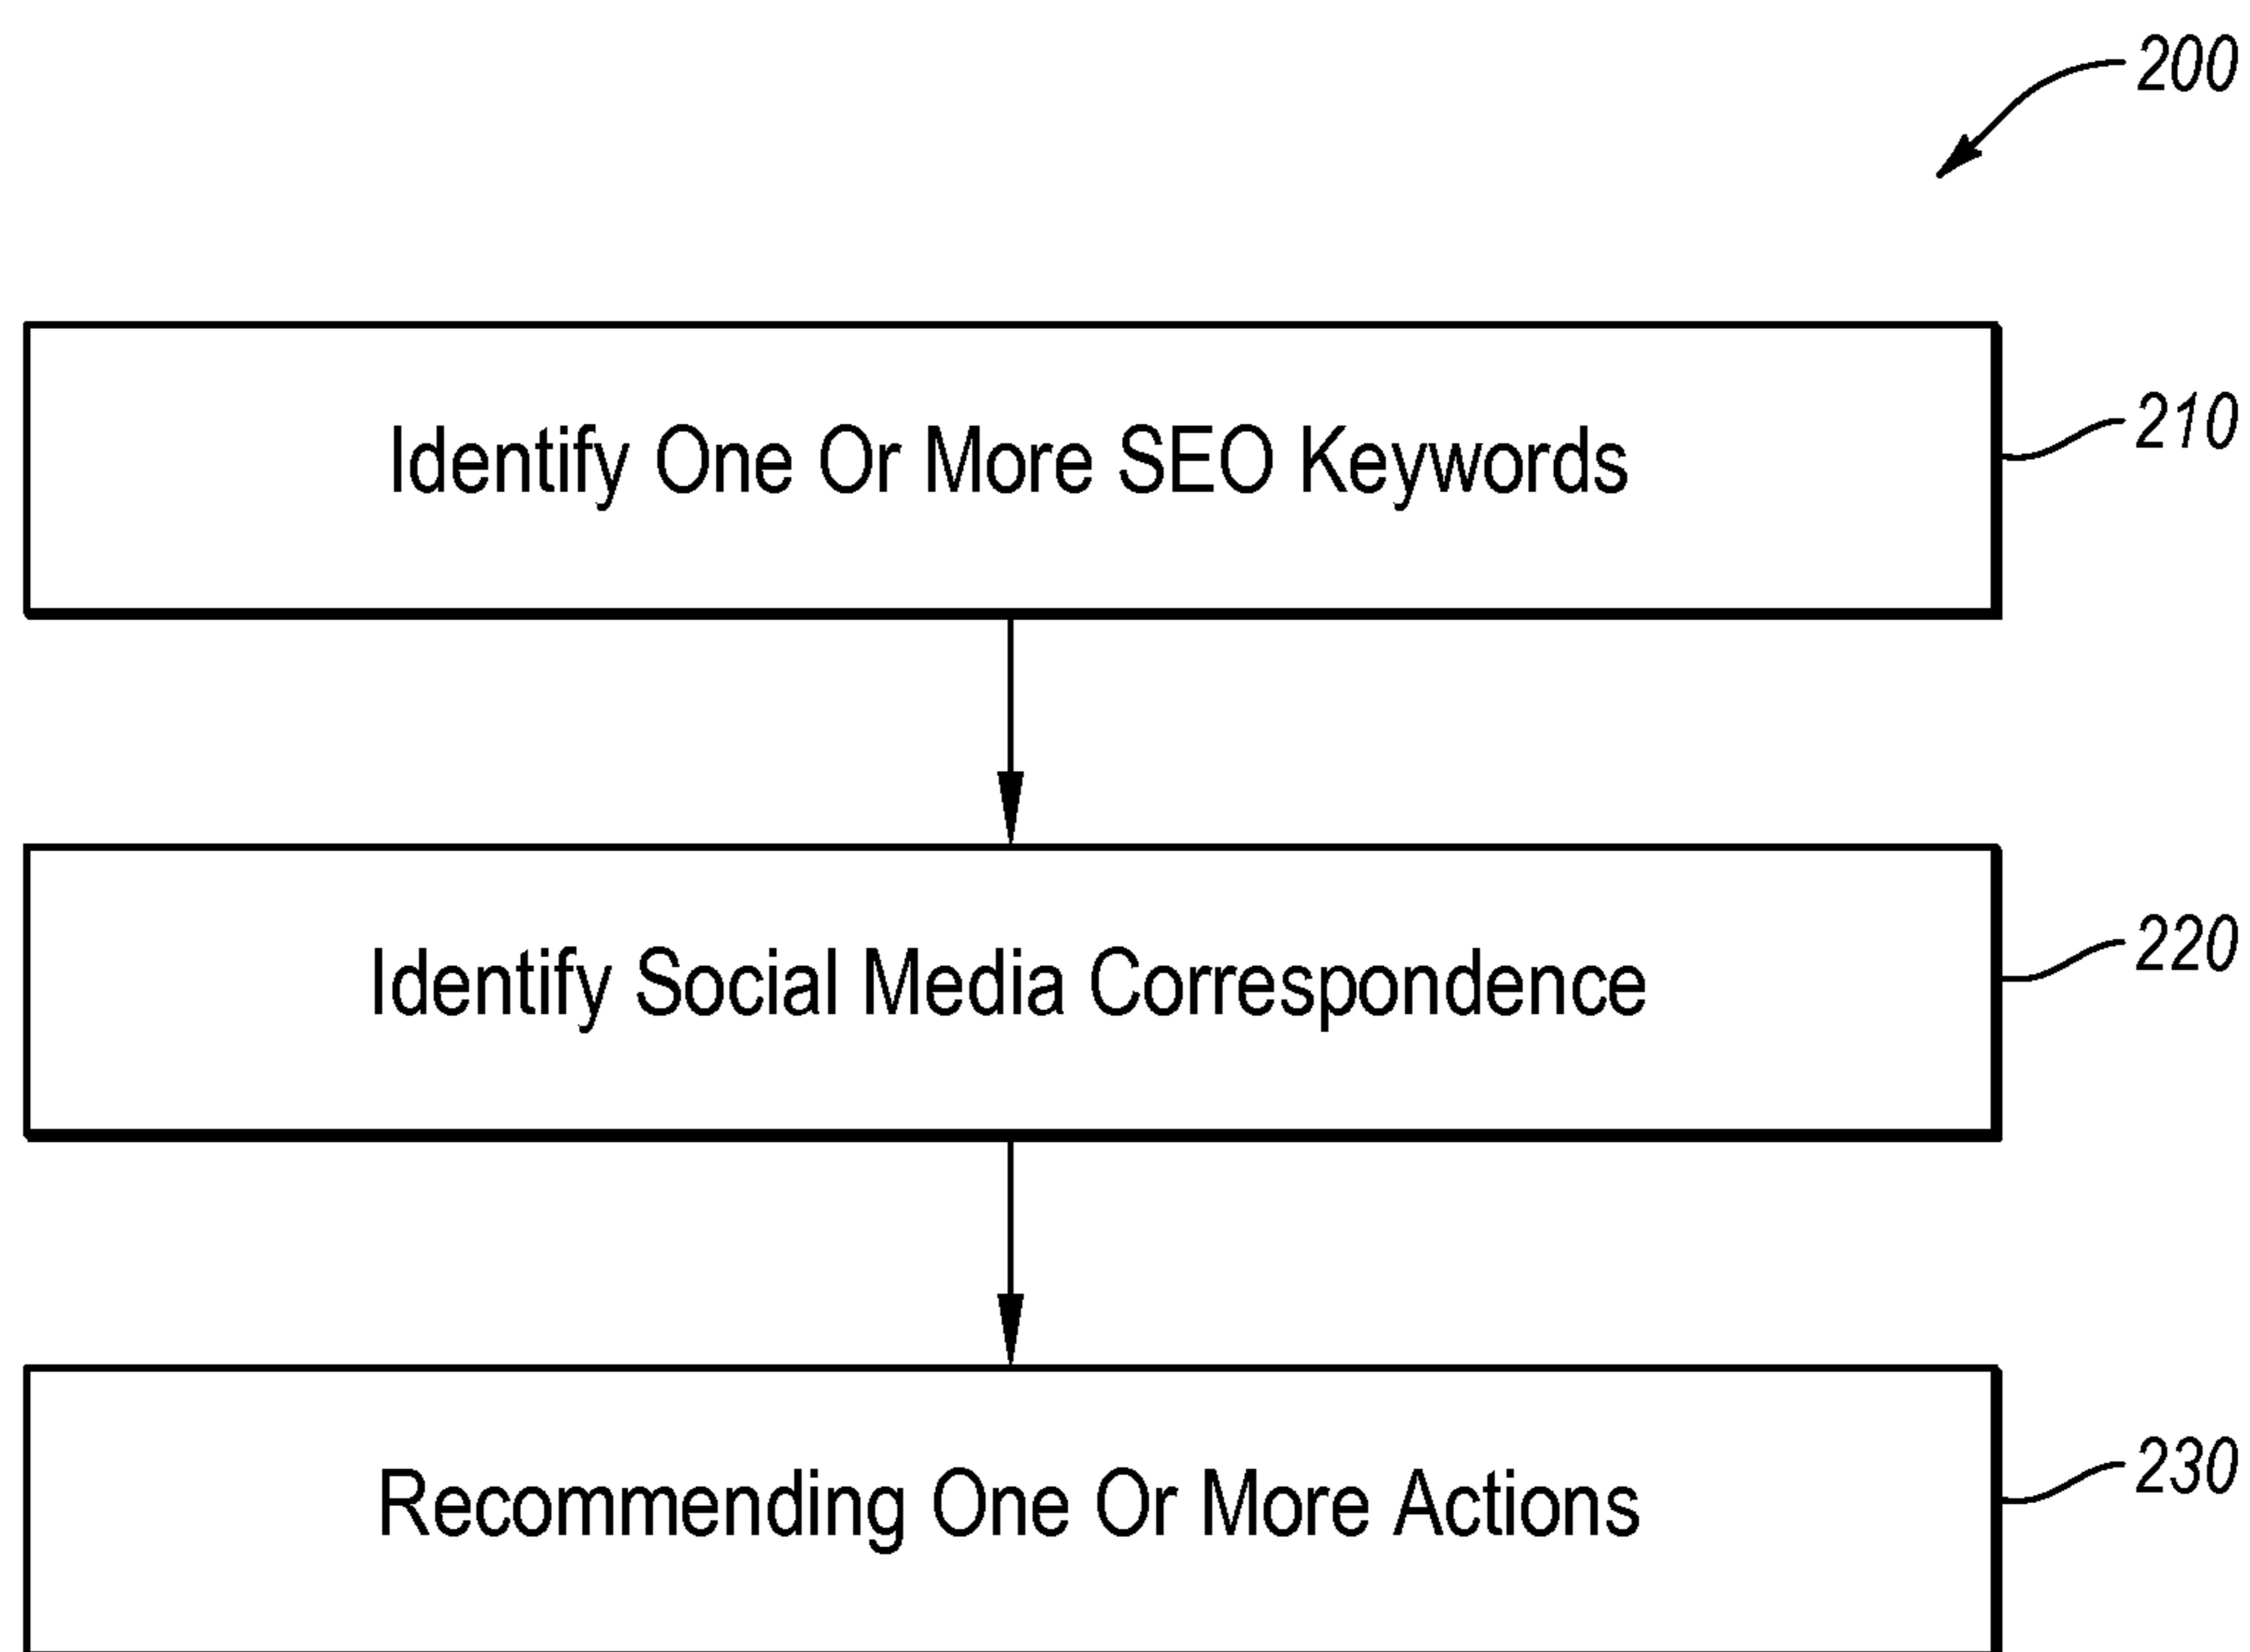 200
Identify One Or More SEO Keywords
210
Identify Social Media Correspondence
220
Recommending One Or More Actions
230